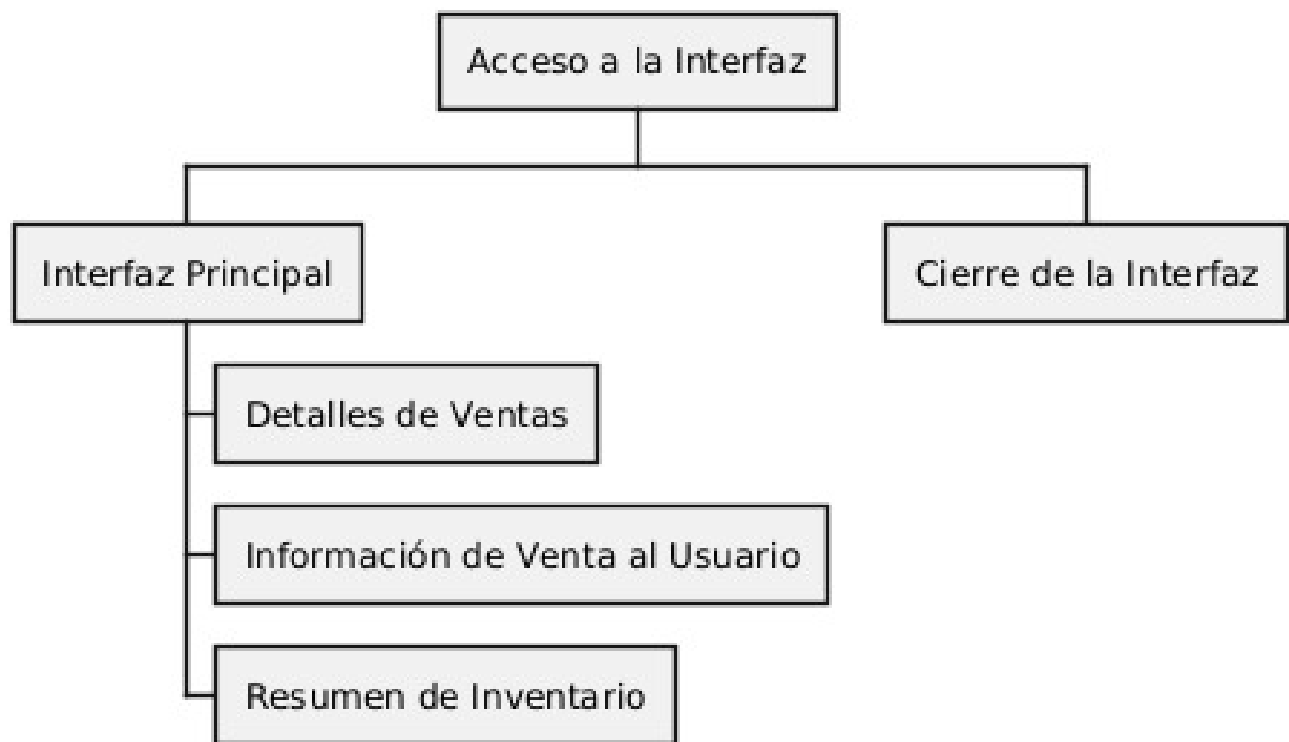 Acceso a la Interfaz
Interfaz Principal
Cierre de la Interfaz
Detalles de Ventas
Información de Venta al Usuario
Resumen de Inventario